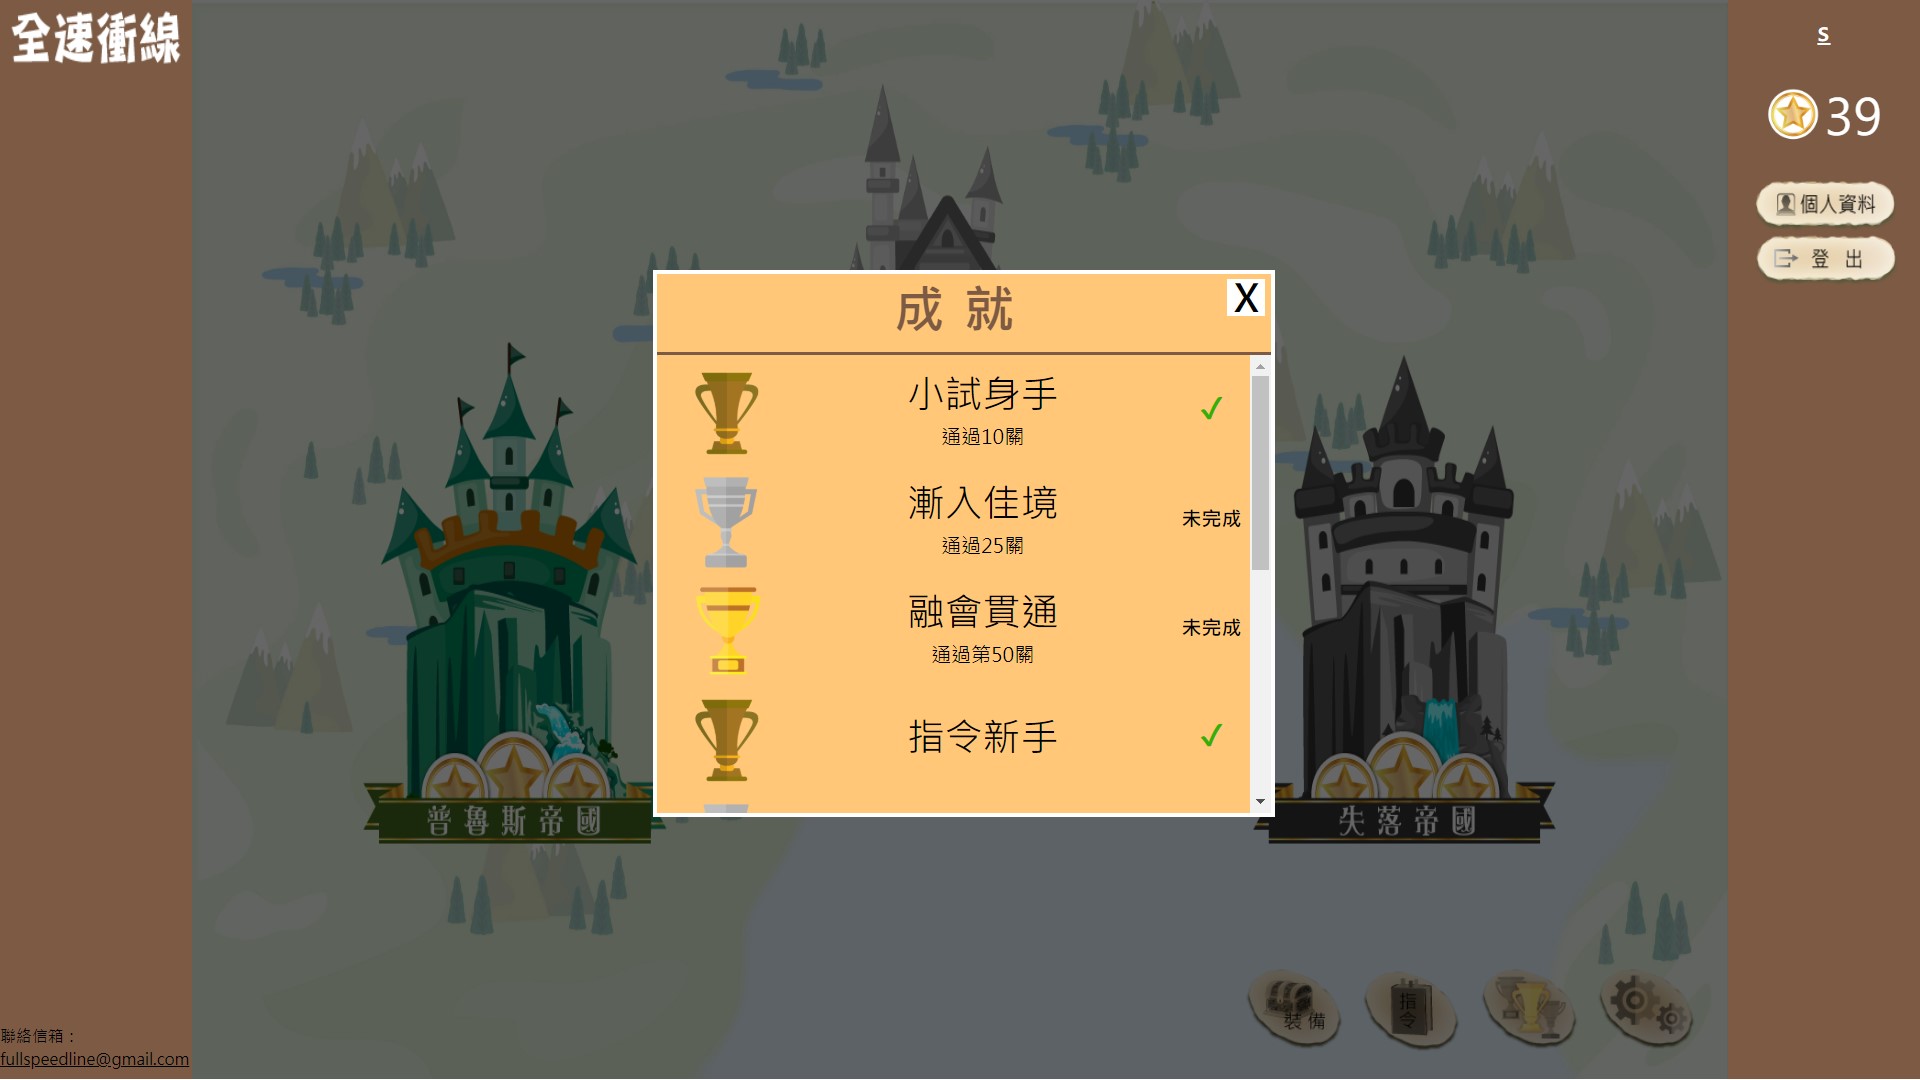 全速衝線
s
39
個人資料
登 出
成 就
X
小試身手
通過10關
漸入佳境
通過25關
未完成
融會貫通
通過第50關
未完成
指令新手
普魯斯帝國
失落帝國
裝備
指令
聯絡信箱：
fullspeedline@gmail.com